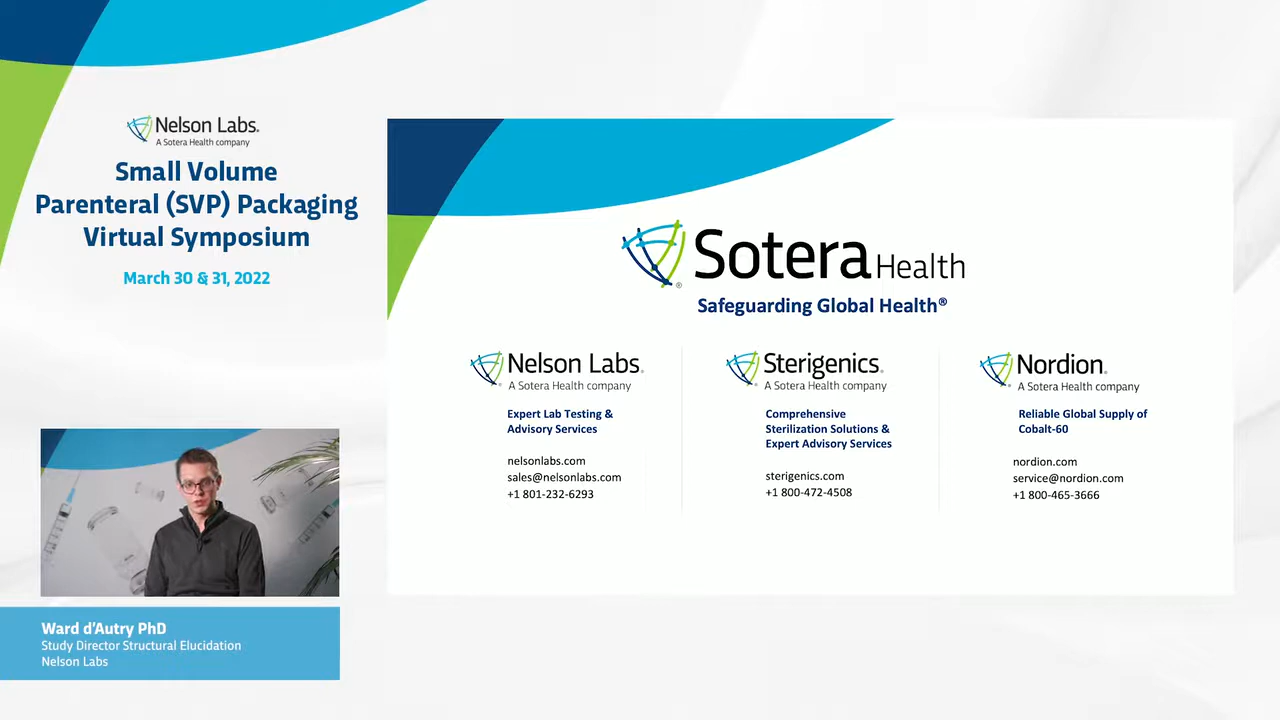 Nelson Labs.
A Sotera Health company
Small Volume
Parenteral (SVP) Packaging
Virtual Symposium
March 30 & 31, 2022
Ward d’Autry PhD
Study Director Structural Elucidation
Nelson Labs
Sotera Health
®
Safeguarding Global Health®
Nelson Labs®
A Sotera Health company
Expert Lab Testing &
Advisory Services
nelsonlabs.com
sales@nelsonlabs.com
+1 801-232-6293
Sterigenics®
A Sotera Health company
Comprehensive
Sterilization Solutions &
Expert Advisory Services
sterigenics.com
+1 800-472-4508
Nordion®
A Sotera Health company
Reliable Global Supply of
Cobalt-60
nordion.com
service@nordion.com
+1 800-465-3666